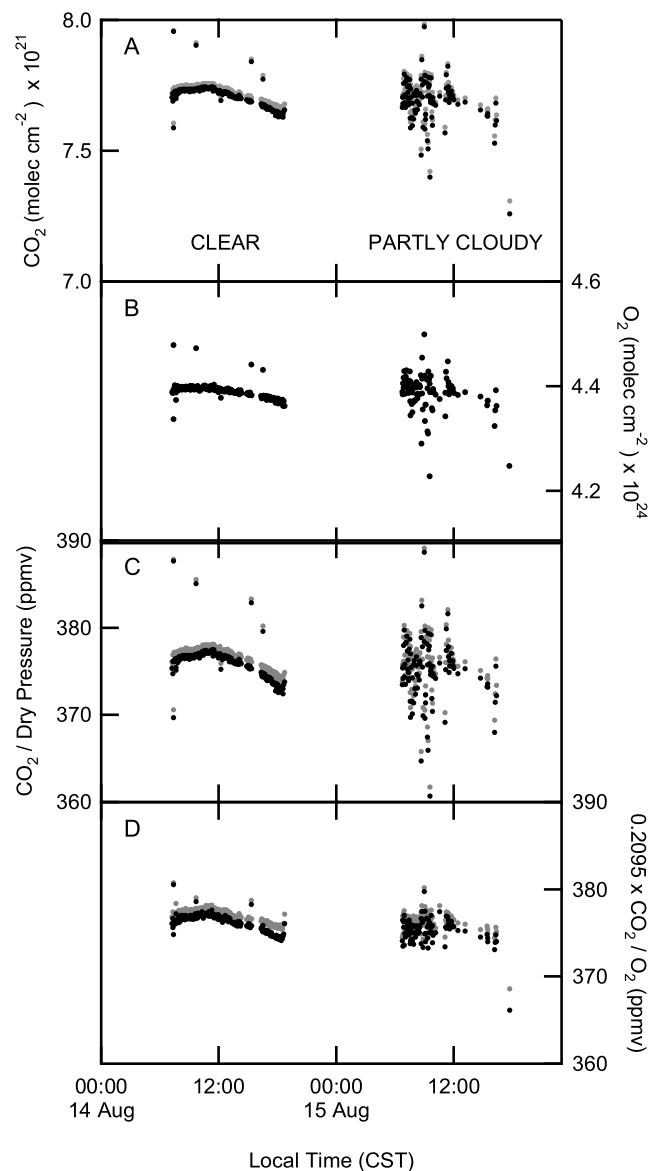 8.0
A
7.5
CO2 (molec cm-2) x 10^21
CLEAR
PARTLY CLOUDY
7.0
4.6
B
4.4
O2 (molec cm-2) x 10^24
4.2
390
C
380
CO2 / Dry Pressure (ppmv)
370
360
390
D
380
0.2095 x CO2 / O2 (ppmv)
370
360
00:00
14 Aug
12:00
00:00
15 Aug
12:00
Local Time (CST)